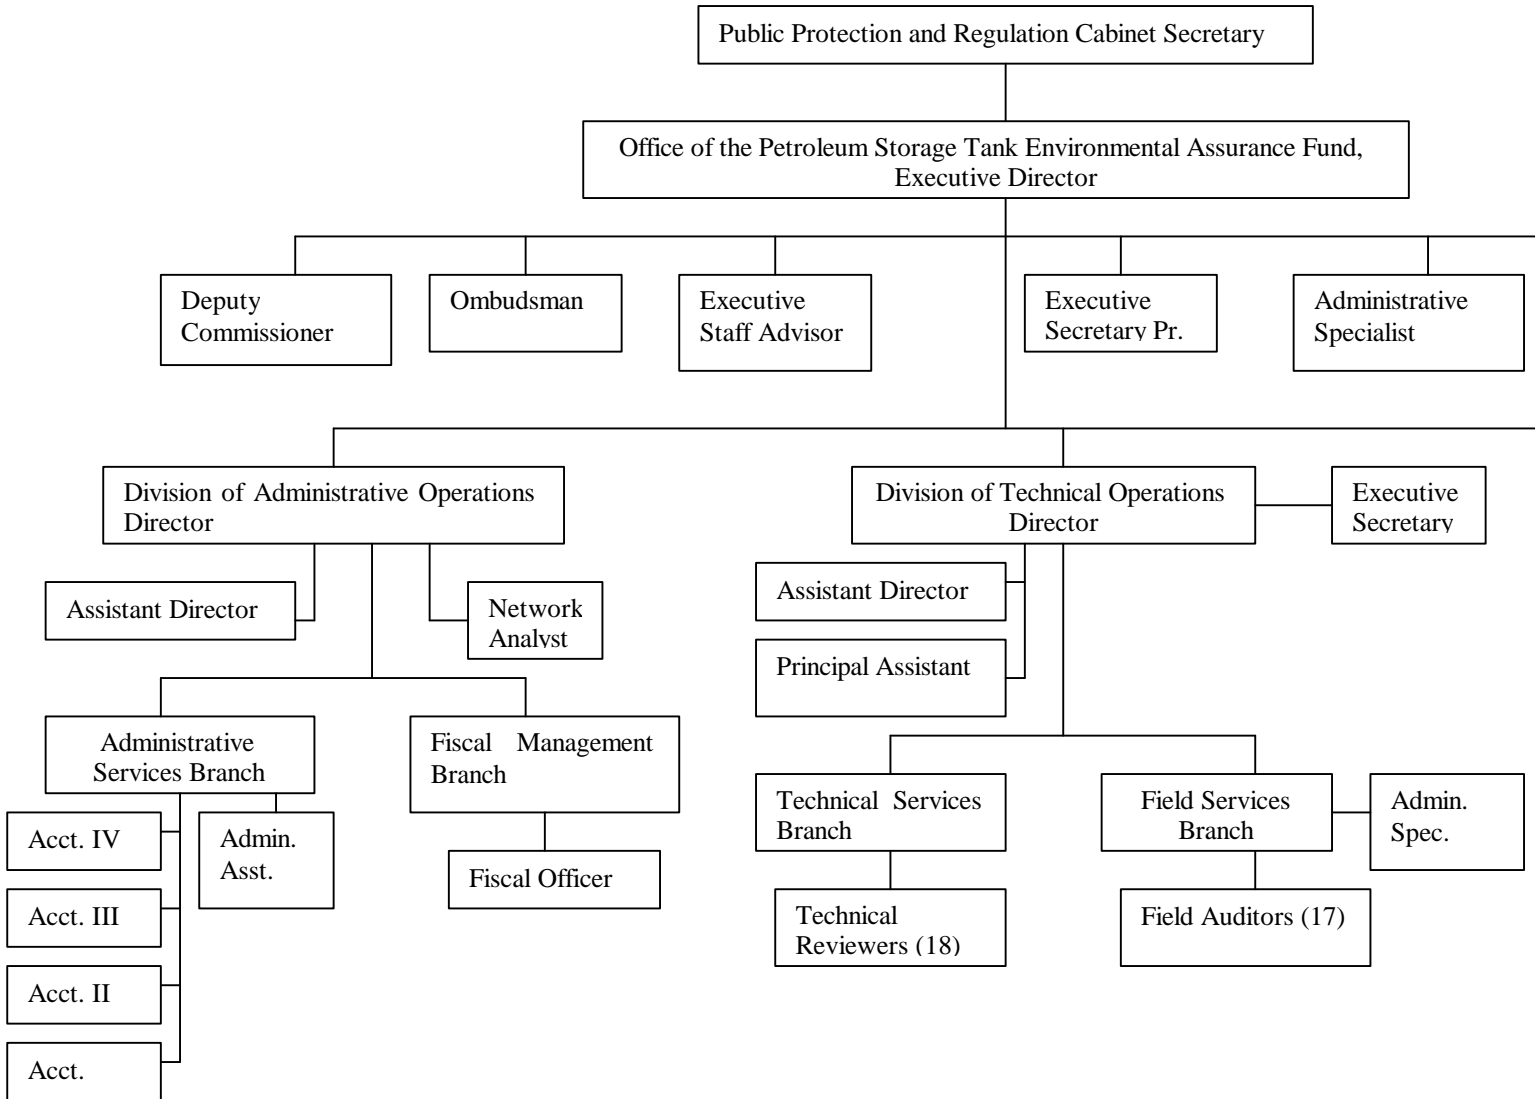 Public Protection and Regulation Cabinet Secretary
Office of the Petroleum Storage Tank Environmental Assurance Fund,
Executive Director
Deputy
Commissioner
Ombudsman
Executive
Staff Advisor
Executive
Secretary Pr.
Administrative
Specialist
Division of Administrative Operations
Director
Division of Technical Operations
Director
Executive
Secretary
Assistant Director
Network
Analyst
Assistant Director
Principal Assistant
Administrative
Services Branch
Fiscal Management
Branch
Technical Services
Branch
Field Services
Branch
Admin.
Spec.
Acct. IV
Admin.
Asst.
Fiscal Officer
Acct. III
Technical
Reviewers (18)
Field Auditors (17)
Acct. II
Acct.